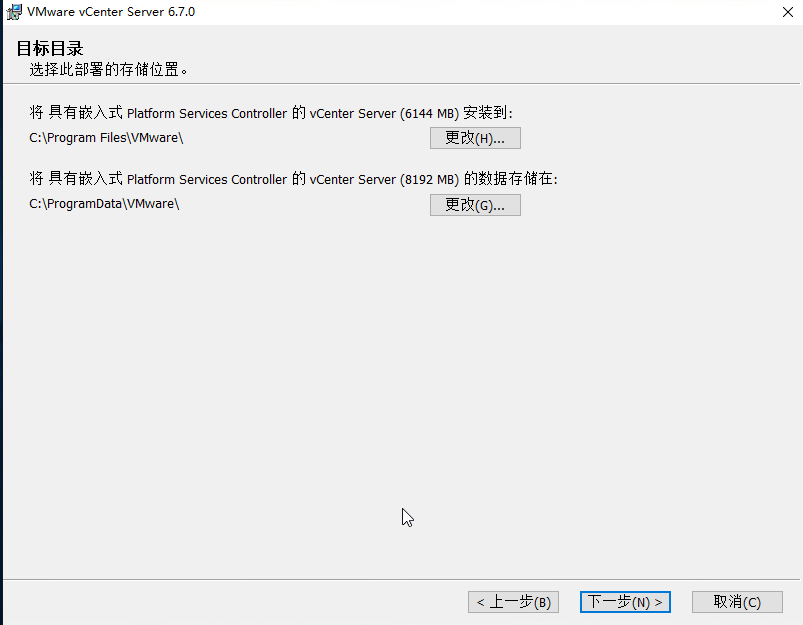 VMware vCenter Server 6.7.0
目标目录
选择此部署的存储位置。
将 具有嵌入式 Platform Services Controller 的 vCenter Server (6144 MB) 安装到:
C:\Program Files\VMware\
更改(H)...
将 具有嵌入式 Platform Services Controller 的 vCenter Server (8192 MB) 的数据存储在:
C:\ProgramData\VMware\
更改(G)...
< 上一步(B) 下一步(N) > 取消(C)